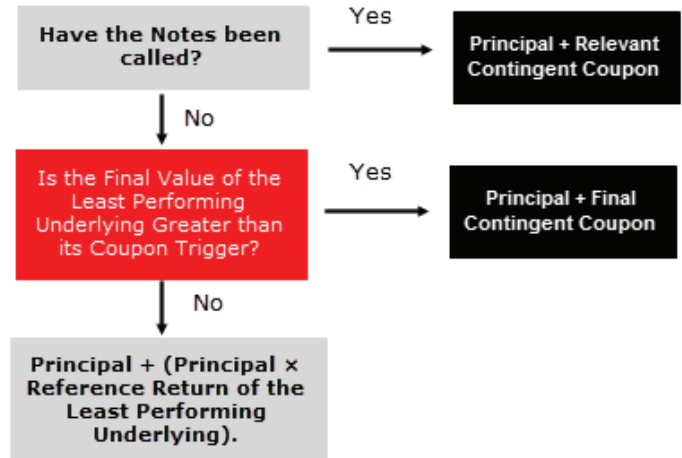 Have the Notes been
called?
Yes
Principal + Relevant
Contingent Coupon
No
Is the Final Value of the
Least Performing
Underlying Greater than
its Coupon Trigger?
Yes
Principal + Final
Contingent Coupon
No
Principal + (Principal ×
Reference Return of the
Least Performing
Underlying).